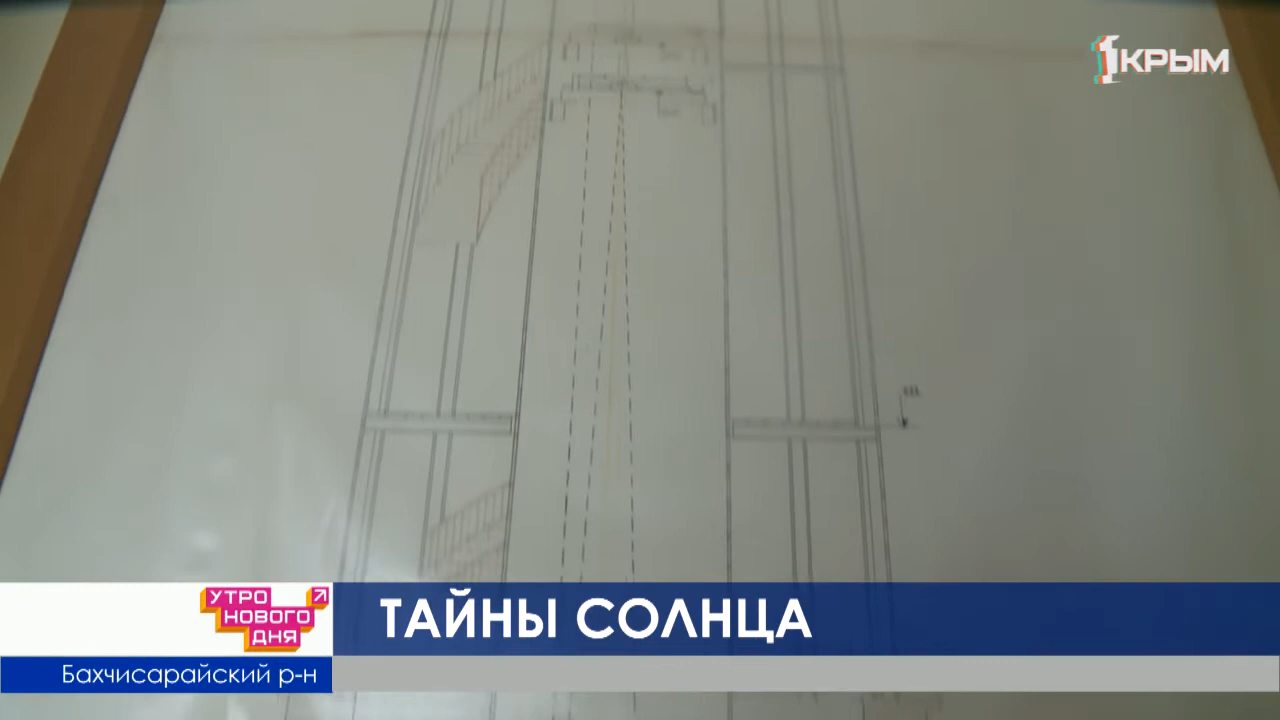 1КРЫМ
ТАЙНЫ СОЛНЦА
УТРО
НОВОГО
ДНЯ
Бахчисарайский р-н